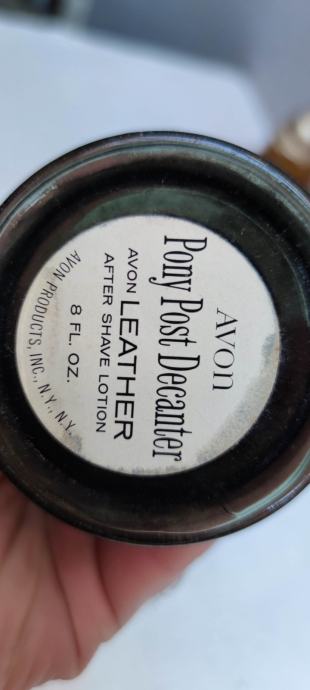 Avon
Pony Post Decanter
AVON LEATHER
AFTER SHAVE LOTION
8 FL. OZ.
AVON PRODUCTS, INC., N.Y., N.Y.